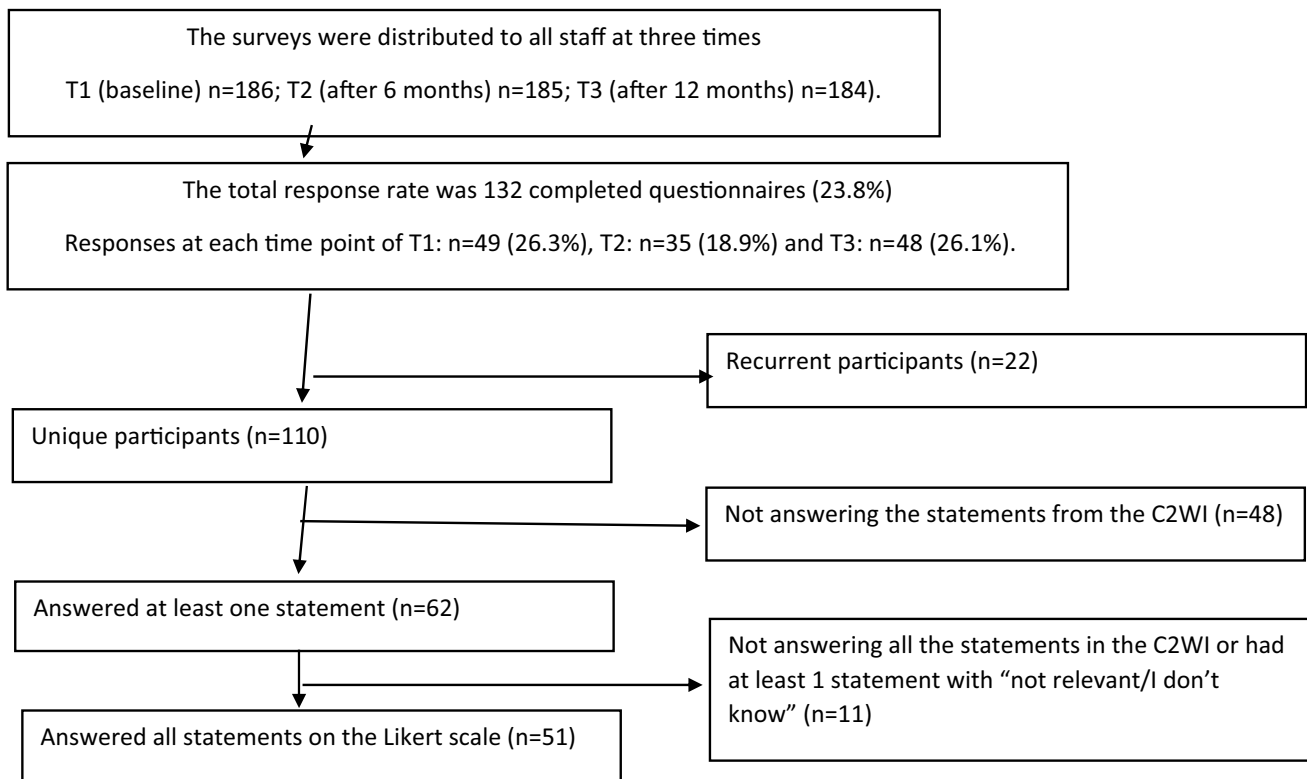 The surveys were distributed to all staff at three times
T1 (baseline) n=186; T2 (after 6 months) n=185; T3 (after 12 months) n=184).
The total response rate was 132 completed questionnaires (23.8%)
Responses at each time point of T1: n=49 (26.3%), T2: n=35 (18.9%) and T3: n=48 (26.1%).
Recurrent participants (n=22)
Unique participants (n=110)
Not answering the statements from the C2WI (n=48)
Answered at least one statement (n=62)
Not answering all the statements in the C2WI or had
at least 1 statement with “not relevant/I don’t
know” (n=11)
Answered all statements on the Likert scale (n=51)